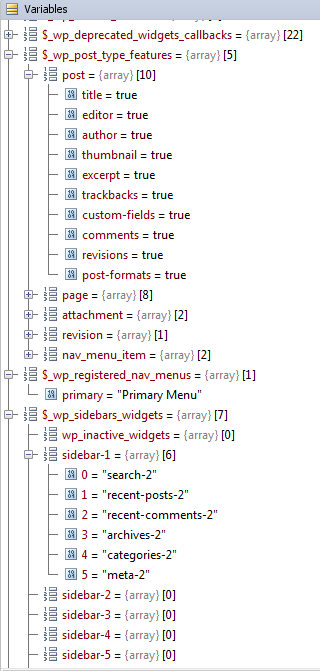 Variables
$_wp_deprecated_widgets_callbacks = {array} [22]
$_wp_post_type_features = {array} [5]
post = {array} [10]
title = true
editor = true
author = true
thumbnail = true
excerpt = true
trackbacks = true
custom-fields = true
comments = true
revisions = true
post-formats = true
page = {array} [8]
attachment = {array} [2]
revision = {array} [1]
nav_menu_item = {array} [2]
$_wp_registered_nav_menus = {array} [1]
primary = "Primary Menu"
$_wp_sidebars_widgets = {array} [7]
wp_inactive_widgets = {array} [0]
sidebar-1 = {array} [6]
0 = "search-2"
1 = "recent-posts-2"
2 = "recent-comments-2"
3 = "archives-2"
4 = "categories-2"
5 = "meta-2"
sidebar-2 = {array} [0]
sidebar-3 = {array} [0]
sidebar-4 = {array} [0]
sidebar-5 = {array} [0]